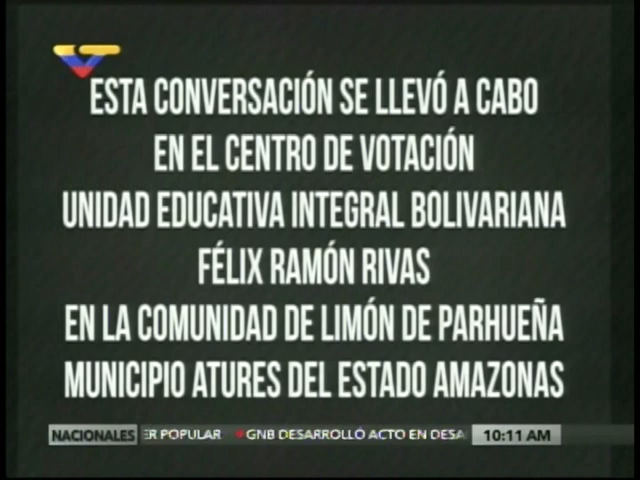 ESTA CONVERSACIÓN SE LLEVÓ A CABO
EN EL CENTRO DE VOTACIÓN
UNIDAD EDUCATIVA INTEGRAL BOLIVARIANA
FÉLIX RAMÓN RIVAS
EN LA COMUNIDAD DE LIMÓN DE PARHUEÑA
MUNICIPIO ATURES DEL ESTADO AMAZONAS
NACIONALES ER POPULAR GNB DESARROLLÓ ACTO EN DESA 10:11 AM